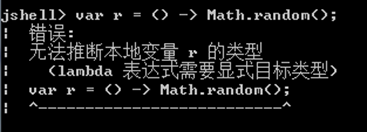 jshell> var r = () -> Math.random();
|  错误:
|  无法推断本地变量 r 的类型
|    (lambda 表达式需要显式目标类型)
|  var r = () -> Math.random();
|  ^--------------------------^